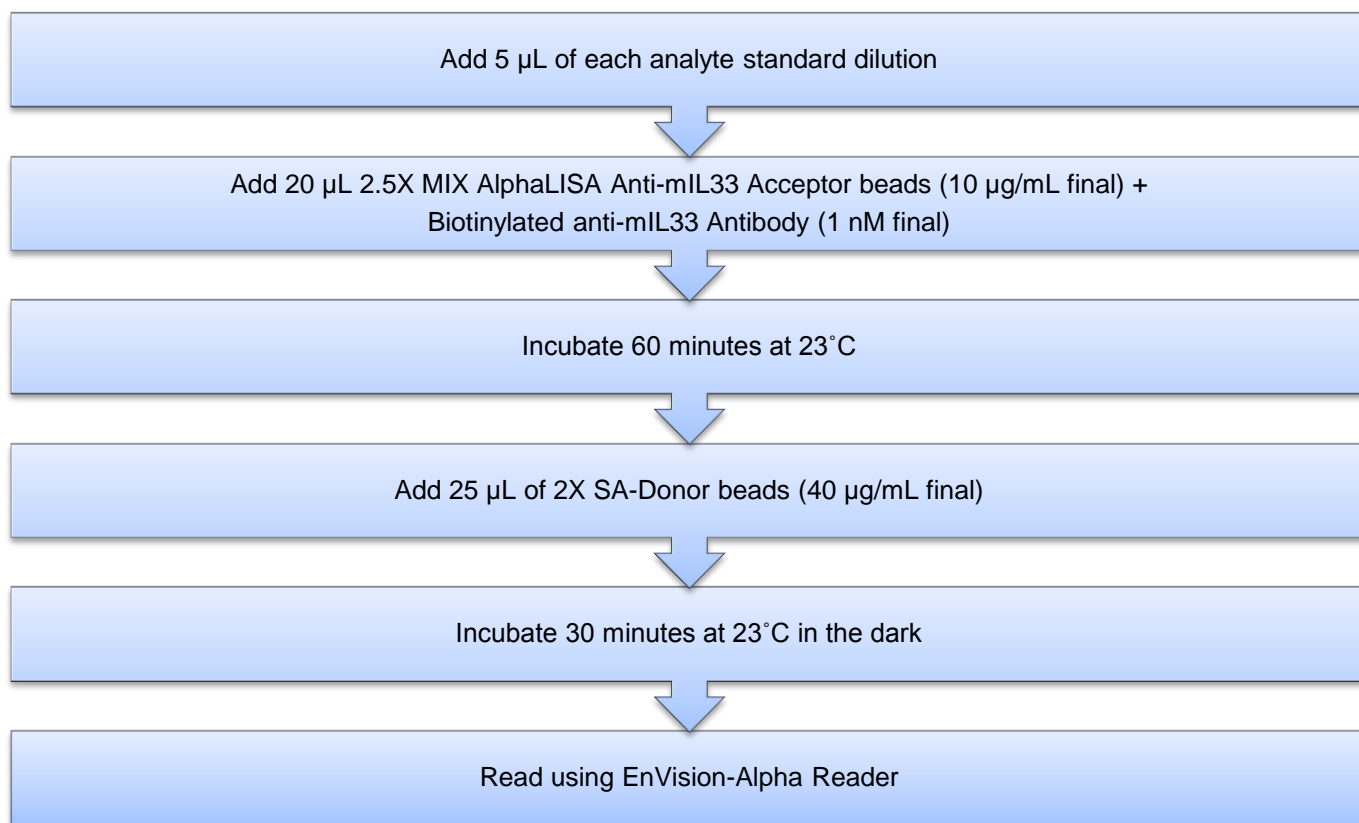 Add 5 µL of each analyte standard dilution
Add 20 µL 2.5X MIX AlphaLISA Anti-mIL33 Acceptor beads (10 µg/mL final) +
Biotinylated anti-mIL33 Antibody (1 nM final)
Incubate 60 minutes at 23˚C
Add 25 µL of 2X SA-Donor beads (40 µg/mL final)
Incubate 30 minutes at 23˚C in the dark
Read using EnVision-Alpha Reader